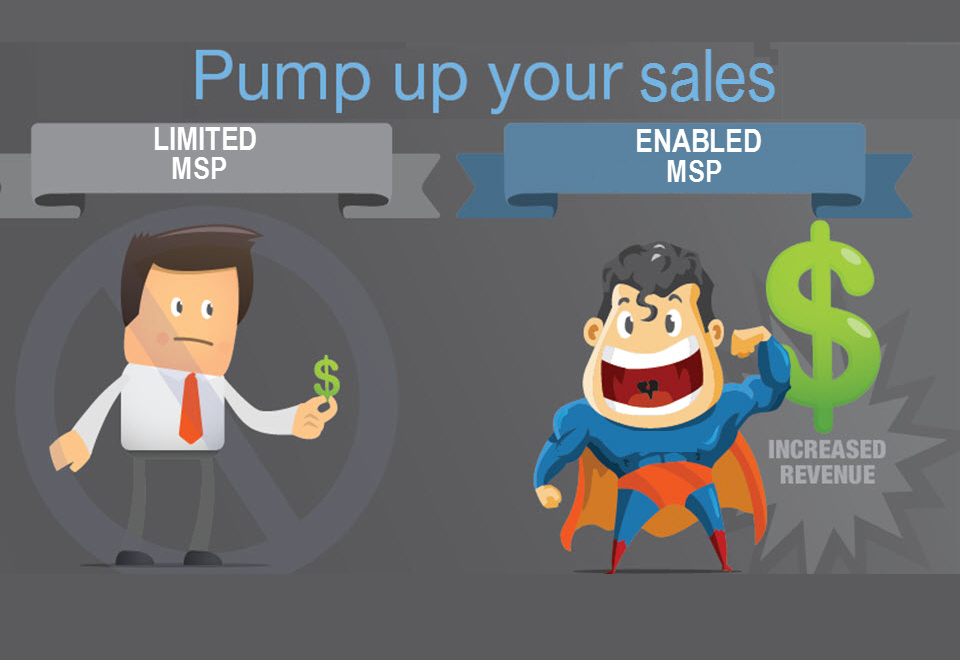 Pump up your sales
LIMITED
MSP
ENABLED
MSP
$
$
INCREASED
REVENUE